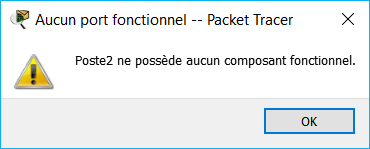 Aucun port fonctionnel -- Packet Tracer
Poste2 ne possède aucun composant fonctionnel.
OK